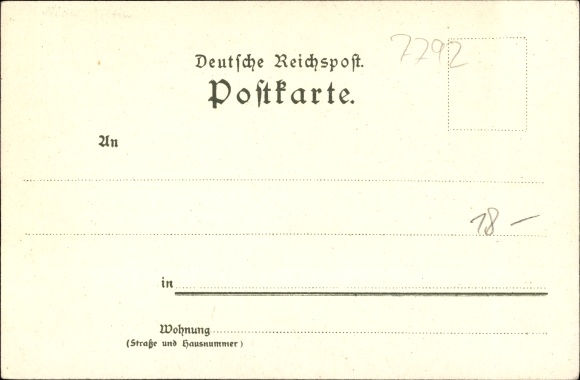 7292
Deutſche Reichspoſt.
Poſtkarte.
An
18 –
in
Wohnung
(Straße und Hausnummer)